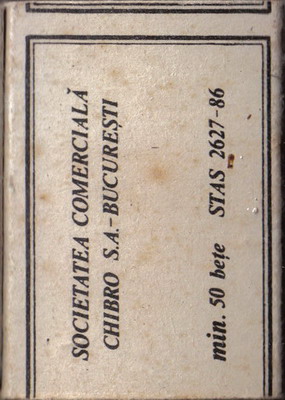 SOCIETATEA COMERCIALĂ
CHIBRO S.A.-BUCUREȘTI
min. 50 bețe STAS 2627-86